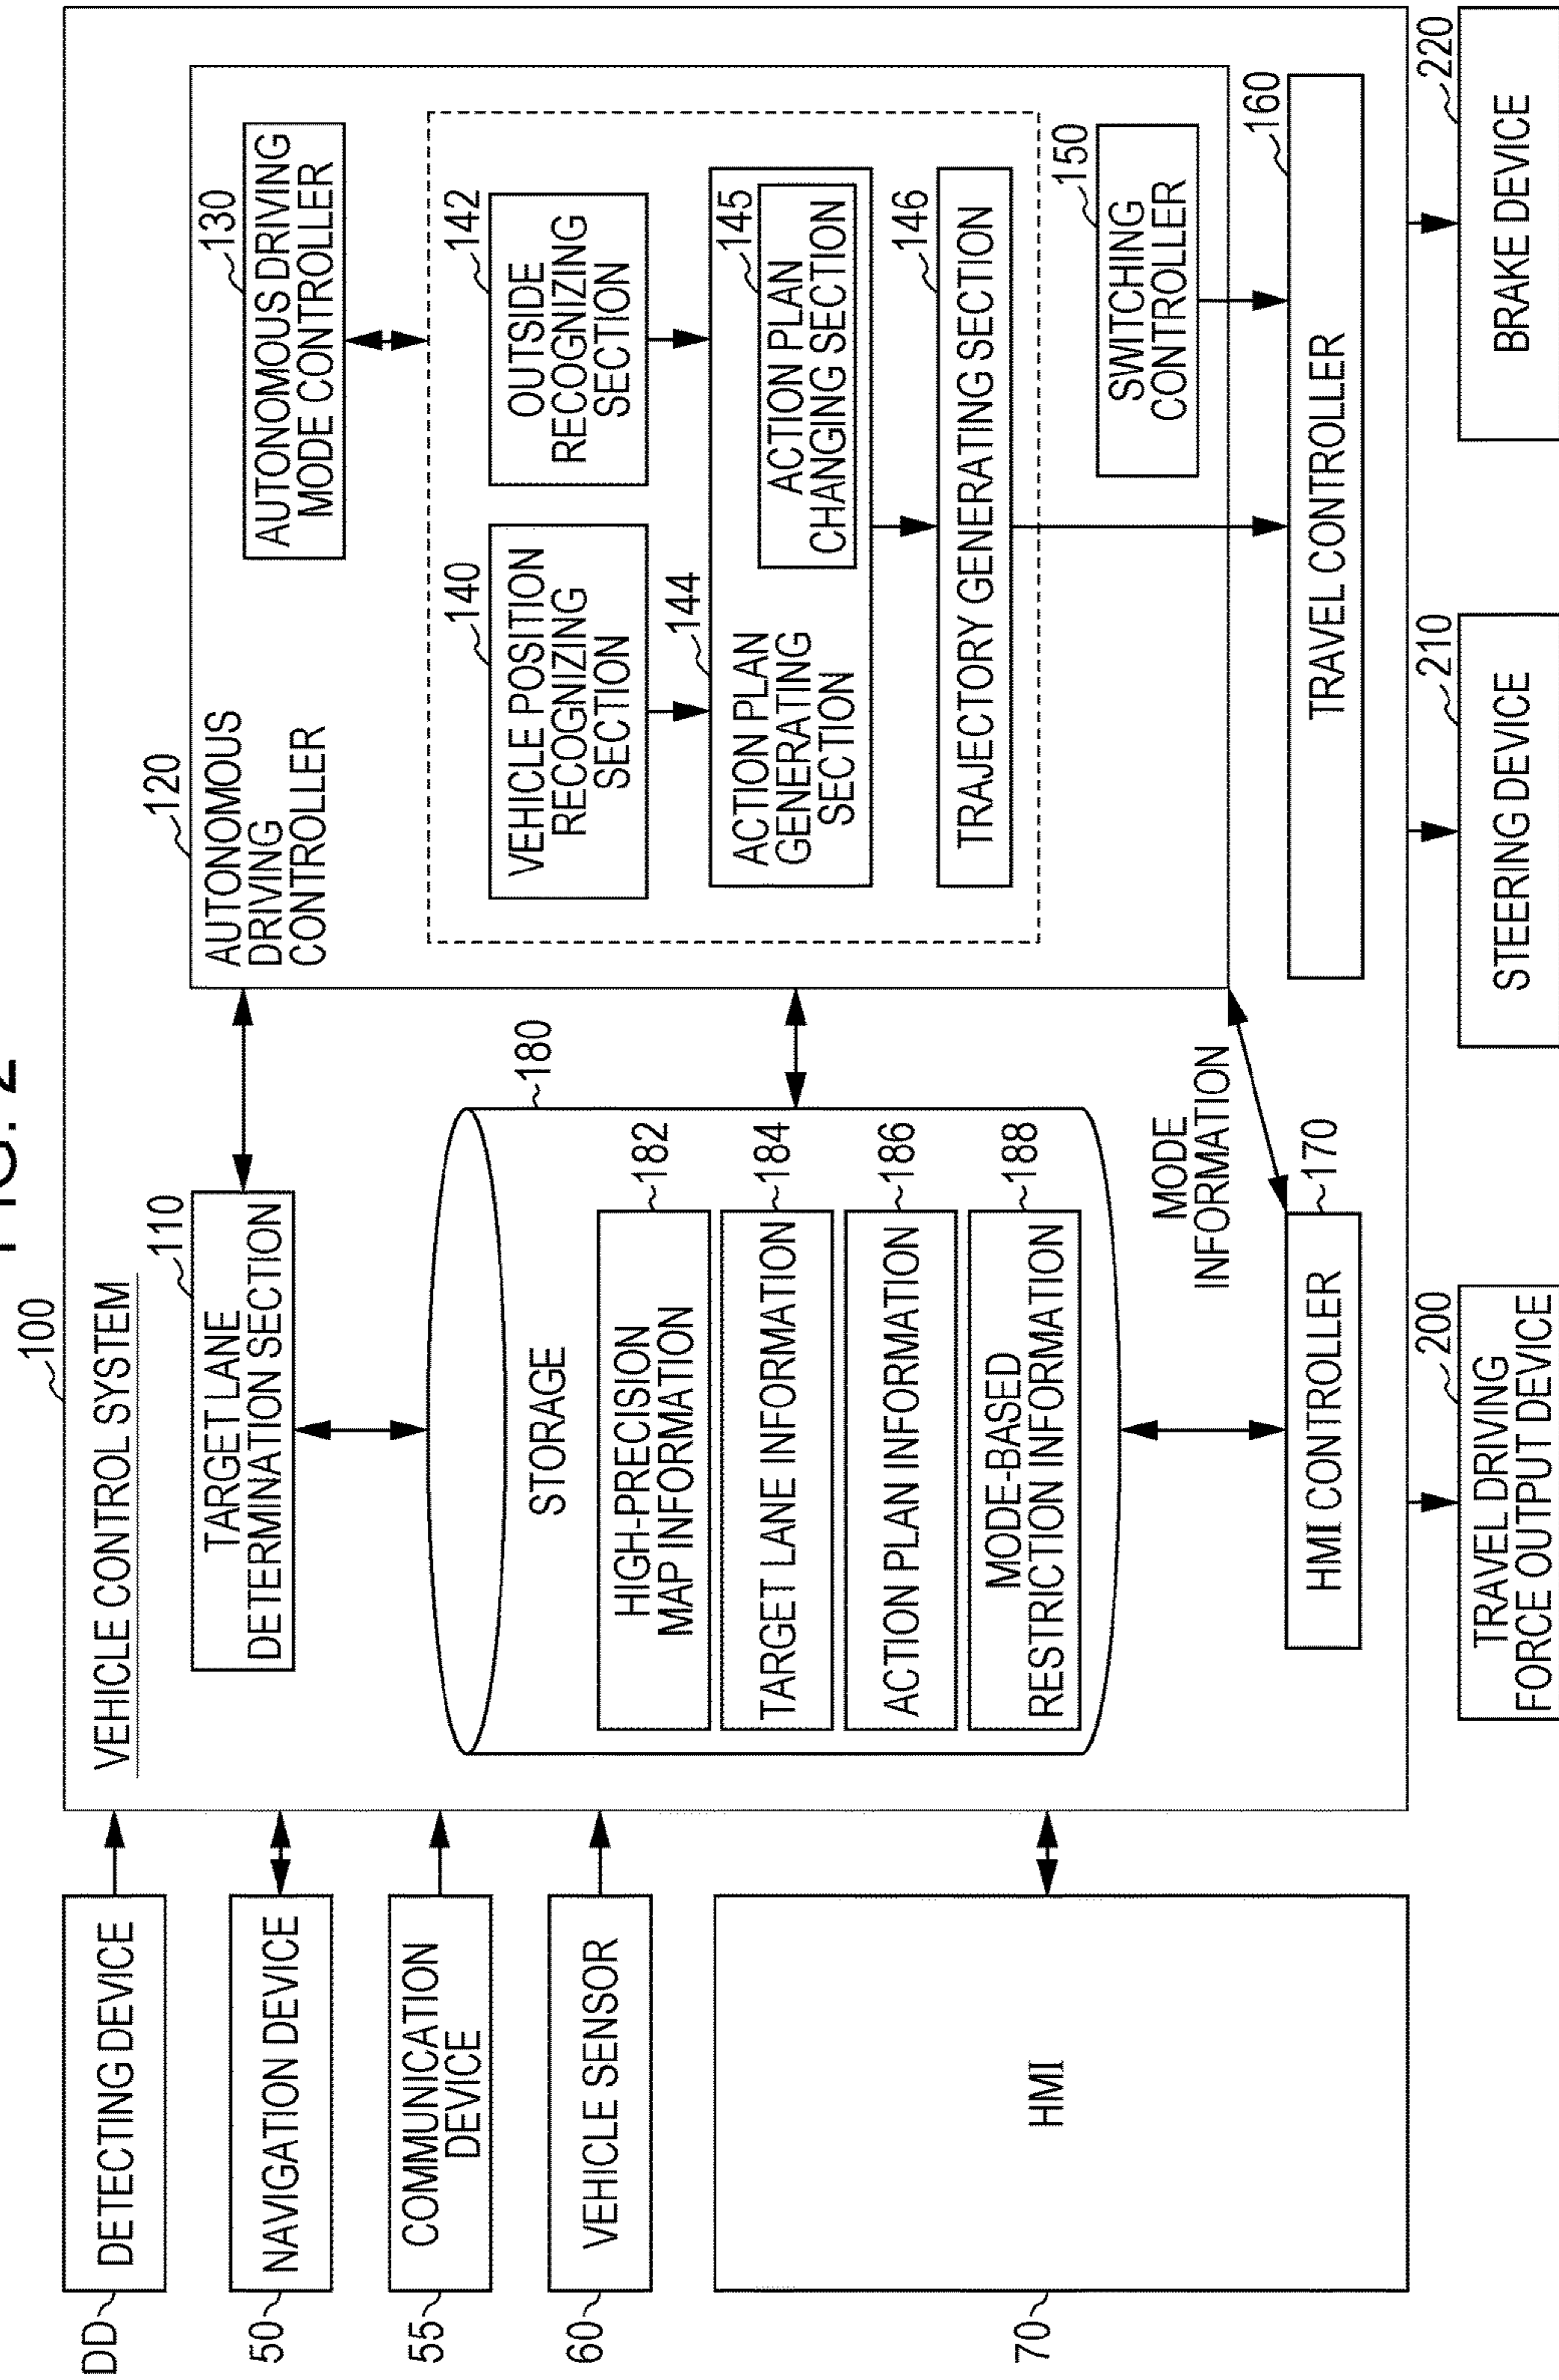 FIG. 2
100
VEHICLE CONTROL SYSTEM
DD
DETECTING DEVICE
50
NAVIGATION DEVICE
55
COMMUNICATION
DEVICE
60
VEHICLE SENSOR
70
HMI
110
TARGET LANE
DETERMINATION SECTION
180
STORAGE
HIGH-PRECISION
MAP INFORMATION
182
TARGET LANE INFORMATION
184
ACTION PLAN INFORMATION
186
MODE-BASED
RESTRICTION INFORMATION
188
MODE
INFORMATION
HMI CONTROLLER
170
120
AUTONOMOUS
DRIVING
CONTROLLER
130
AUTONOMOUS DRIVING
MODE CONTROLLER
140
VEHICLE POSITION
RECOGNIZING
SECTION
142
OUTSIDE
RECOGNIZING
SECTION
144
ACTION PLAN
GENERATING
SECTION
145
ACTION PLAN
CHANGING SECTION
146
TRAJECTORY GENERATING SECTION
150
SWITCHING
CONTROLLER
160
TRAVEL CONTROLLER
200
TRAVEL DRIVING
FORCE OUTPUT DEVICE
210
STEERING DEVICE
220
BRAKE DEVICE